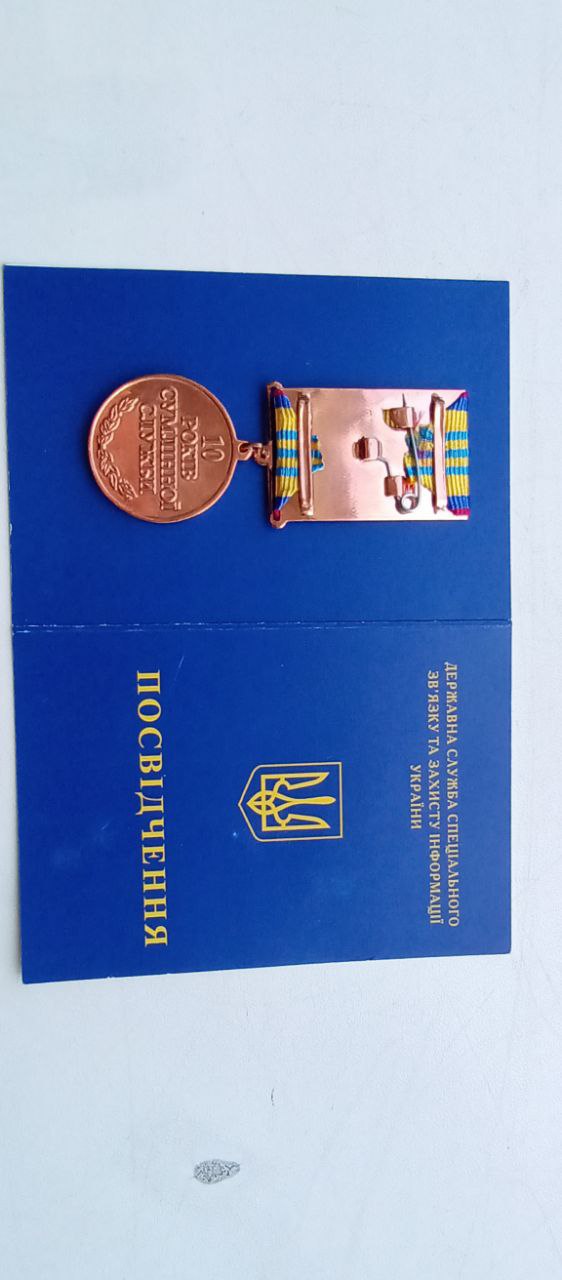 10
РОКІВ
СУМЛІННОЇ
СЛУЖБИ
ДЕРЖАВНА СЛУЖБА СПЕЦІАЛЬНОГО
ЗВ'ЯЗКУ ТА ЗАХИСТУ ІНФОРМАЦІЇ
УКРАЇНИ
ПОСВІДЧЕННЯ